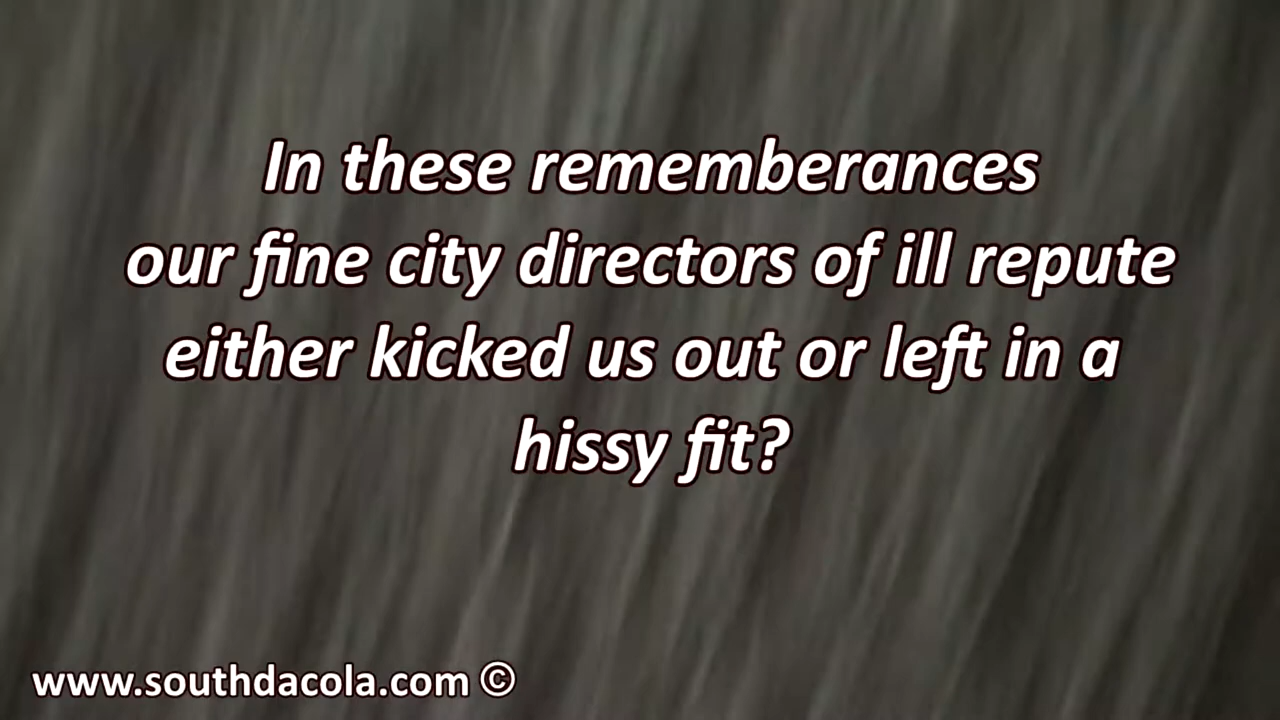 In these rememberances
our fine city directors of ill repute
either kicked us out or left in a
hissy fit?
www.southdacola.com ©